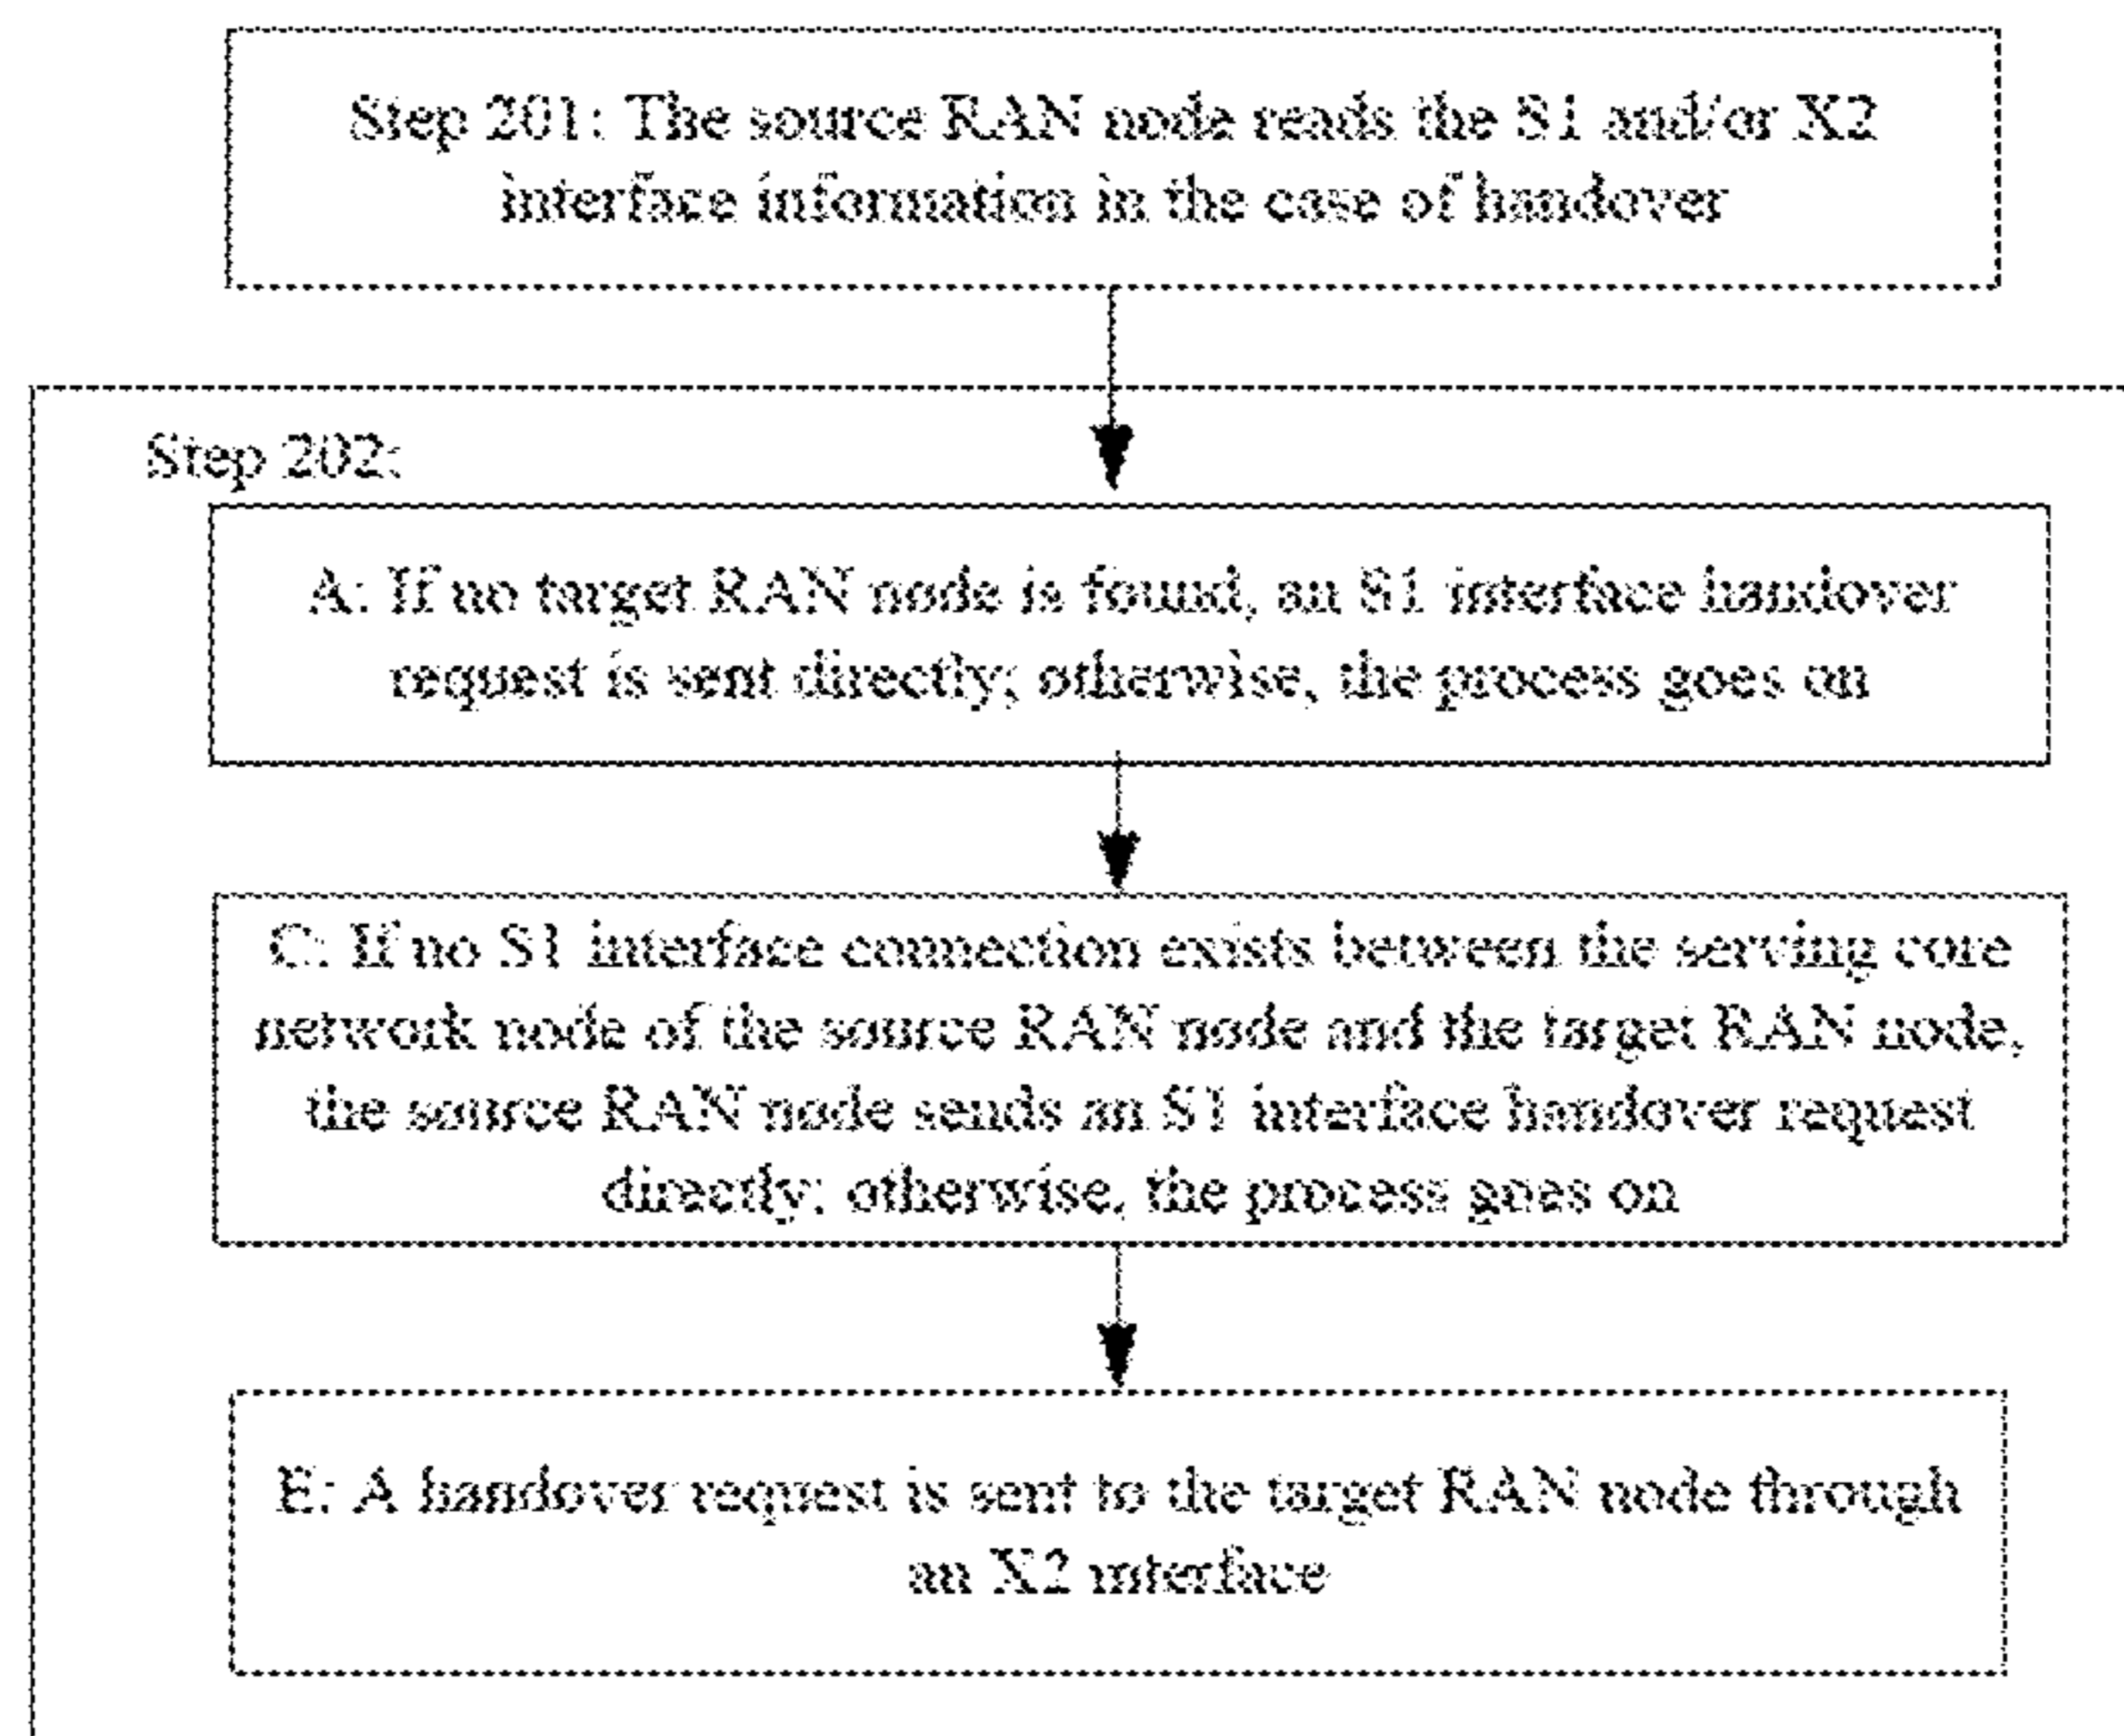 Step 201: The source RAN node reads the S1 and/or X2
interface information in the case of handover
Step 202:
A: If no target RAN node is found, an S1 interface handover
request is sent directly; otherwise, the process goes on
C: If no S1 interface connection exists between the serving core
network node of the source RAN node and the target RAN node,
the source RAN node sends an S1 interface handover request
directly; otherwise, the process goes on
E: A handover request is sent to the target RAN node through
an X2 interface